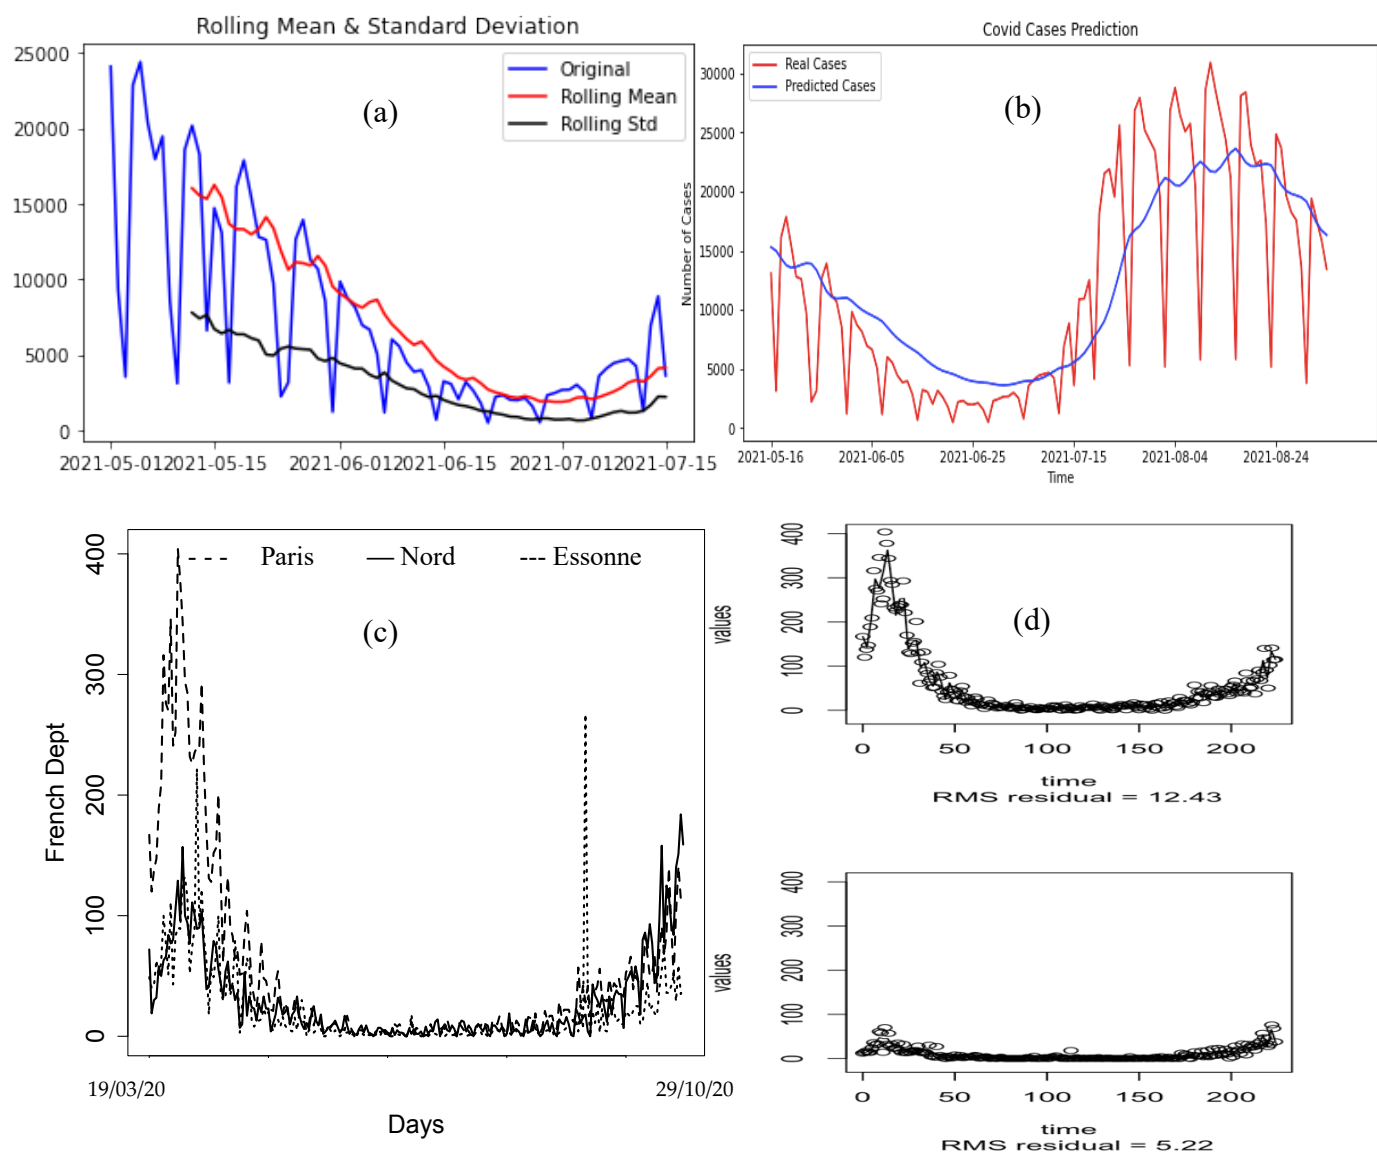 Rolling Mean & Standard Deviation
25000
20000
15000
10000
5000
0
Original
Rolling Mean
Rolling Std
(a)
2021-05-01 2021-05-15 2021-06-01 2021-06-15 2021-07-01 2021-07-15
Covid Cases Prediction
Real Cases
Predicted Cases
(b)
Number of Cases
30000
25000
20000
15000
10000
5000
0
2021-05-16 2021-06-05 2021-06-25 2021-07-15 2021-08-04 2021-08-24
Time
Paris Nord Essonne
(c)
French Dept
400
300
200
100
0
19/03/20 29/10/20
Days
values
400
300
200
100
0
(d)
0 50 100 150 200
time
RMS residual = 12.43
values
400
300
200
100
0
0 50 100 150 200
time
RMS residual = 5.22